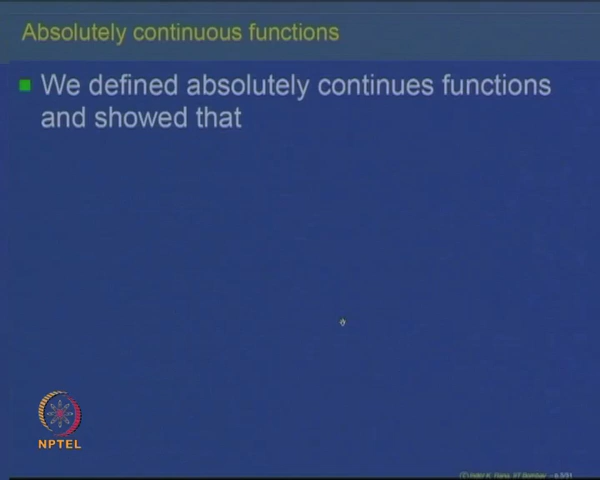 Absolutely continuous functions
We defined absolutely continues functions
and showed that
NPTEL